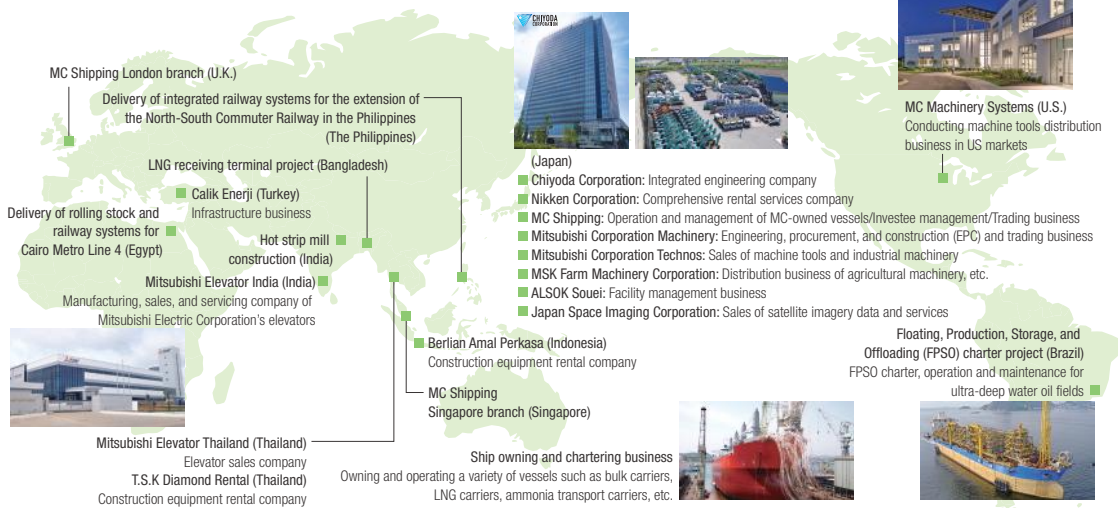 CHIYODA
CORPORATION
MC Shipping London branch (U.K.)
Delivery of integrated railway systems for the extension of
the North-South Commuter Railway in the Philippines
(The Philippines)
LNG receiving terminal project (Bangladesh)
Calik Enerji (Turkey)
Infrastructure business
Delivery of rolling stock and
railway systems for
Cairo Metro Line 4 (Egypt)
Hot strip mill
construction (India)
Mitsubishi Elevator India (India)
Manufacturing, sales, and servicing company of
Mitsubishi Electric Corporation's elevators
Berlian Amal Perkasa (Indonesia)
Construction equipment rental company
MC Shipping
Singapore branch (Singapore)
Mitsubishi Elevator Thailand (Thailand)
Elevator sales company
T.S.K Diamond Rental (Thailand)
Construction equipment rental company
(Japan)
Chiyoda Corporation: Integrated engineering company
Nikken Corporation: Comprehensive rental services company
MC Shipping: Operation and management of MC-owned vessels/Investee management/Trading business
Mitsubishi Corporation Machinery: Engineering, procurement, and construction (EPC) and trading business
Mitsubishi Corporation Technos: Sales of machine tools and industrial machinery
MSK Farm Machinery Corporation: Distribution business of agricultural machinery, etc.
ALSOK Souei: Facility management business
Japan Space Imaging Corporation: Sales of satellite imagery data and services
MC Machinery Systems (U.S.)
Conducting machine tools distribution
business in US markets
Floating, Production, Storage, and
Offloading (FPSO) charter project (Brazil)
FPSO charter, operation and maintenance for
ultra-deep water oil fields
Ship owning and chartering business
Owning and operating a variety of vessels such as bulk carriers,
LNG carriers, ammonia transport carriers, etc.